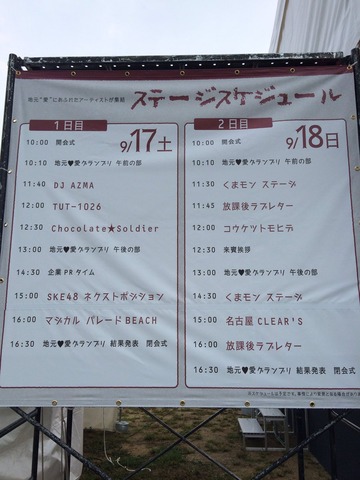 地元"愛"にあふれたアーティストが集結
ステージスケジュール
1日目
9/17土
10:00 開会式
10:10 地元♥愛グランプリ 午前の部
11:40 DJ AZMA
12:00 TUT-1026
12:30 Chocolate★Soldier
13:00 地元♥愛グランプリ 午後の部
14:30 企業PRタイム
15:00 SKE48 ネクストポジション
16:00 マジカル パレードBEACH
16:30 地元♥愛グランプリ 結果発表 閉会式
2日目
9/18日
10:00 開会式
10:10 地元♥愛グランプリ 午前の部
11:30 くまモン ステージ
11:45 放課後ラブレター
12:00 コウケツトモヒデ
12:30 来賓挨拶
13:00 地元♥愛グランプリ 午後の部
14:30 くまモン ステージ
15:00 名古屋CLEAR'S
16:00 放課後ラブレター
16:30 地元♥愛グランプリ 結果発表 閉会式